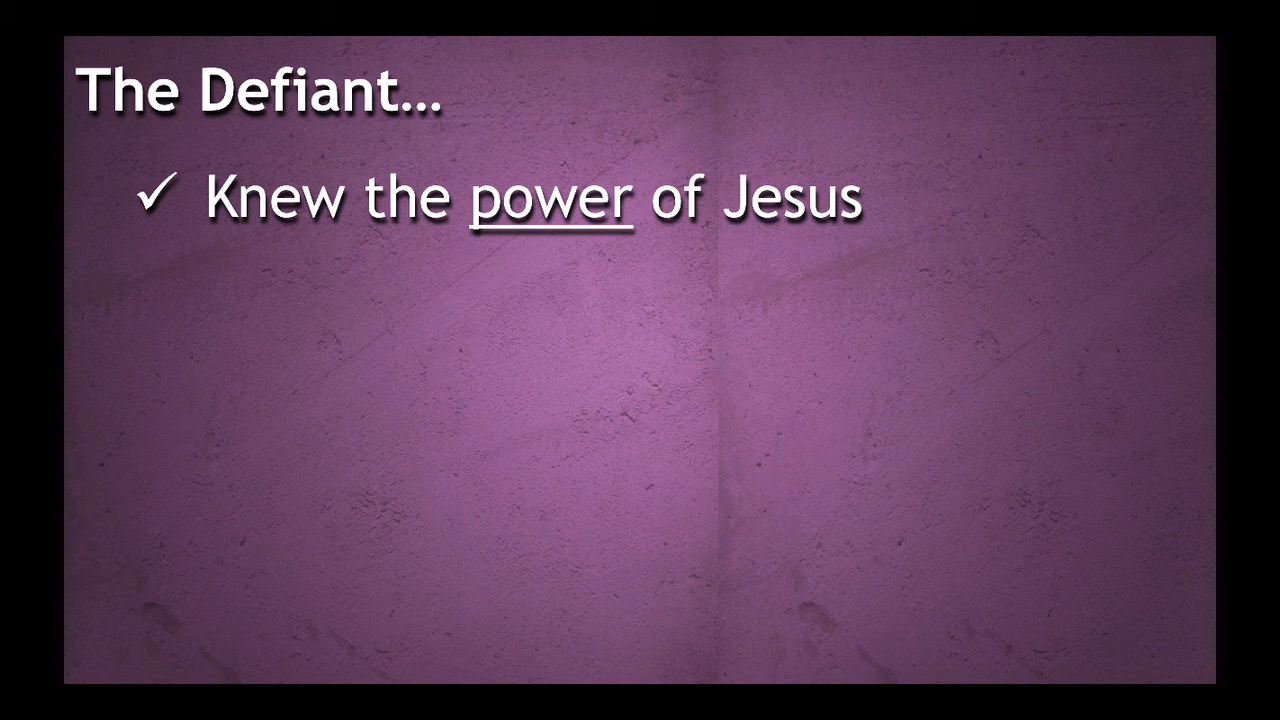 The Defiant...
✓ Knew the power of Jesus